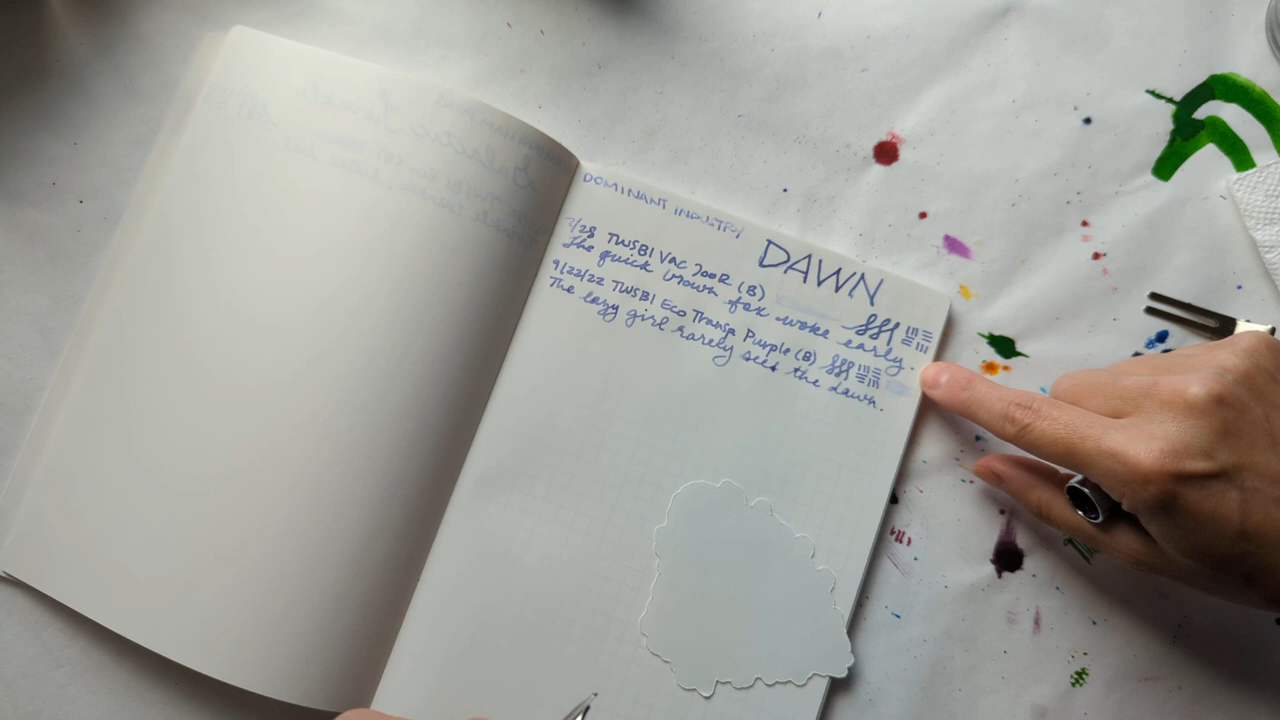 DOMINANT INDUSTRY
DAWN
7/28 TWSBI Vac 700R (B)
The quick brown fox woke early.
9/22/22 TWSBI Eco Transp Purple (B)
The lazy girl rarely sees the dawn.